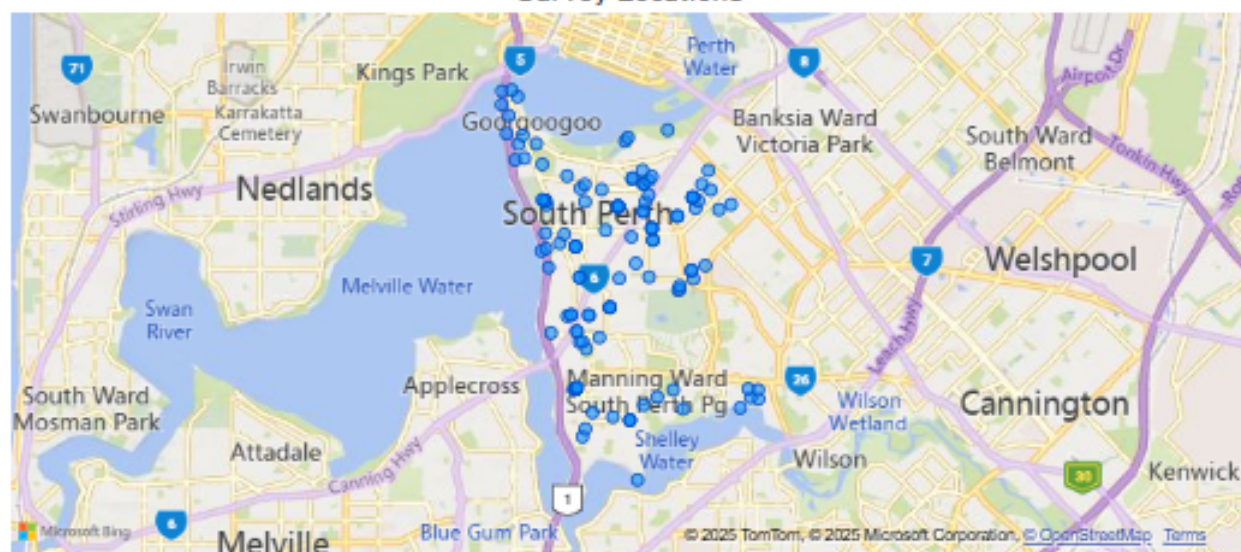 Survey Locations
71
Swanbourne
Irwin
Barracks
Karrakatta
Cemetery
Kings Park
5
Perth
Water
8
Airport Dr
Goorgoogoo
Banksia Ward
Victoria Park
South Ward
Belmont
Tonkin Hwy
Nedlands
Stirling Hwy
South Perth
7
Welshpool
6
Melville Water
Swan
River
Leach Hwy
Applecross
Manning Ward
South Perth Pg
26
South Ward
Mosman Park
Wilson
Wetland
Cannington
Attadale
Shelley
Water
Wilson
Canning Hwy
30
Kenwick
1
Microsoft Bing
6
Melville
Blue Gum Park
© 2025 TomTom, © 2025 Microsoft Corporation, © OpenStreetMap Terms